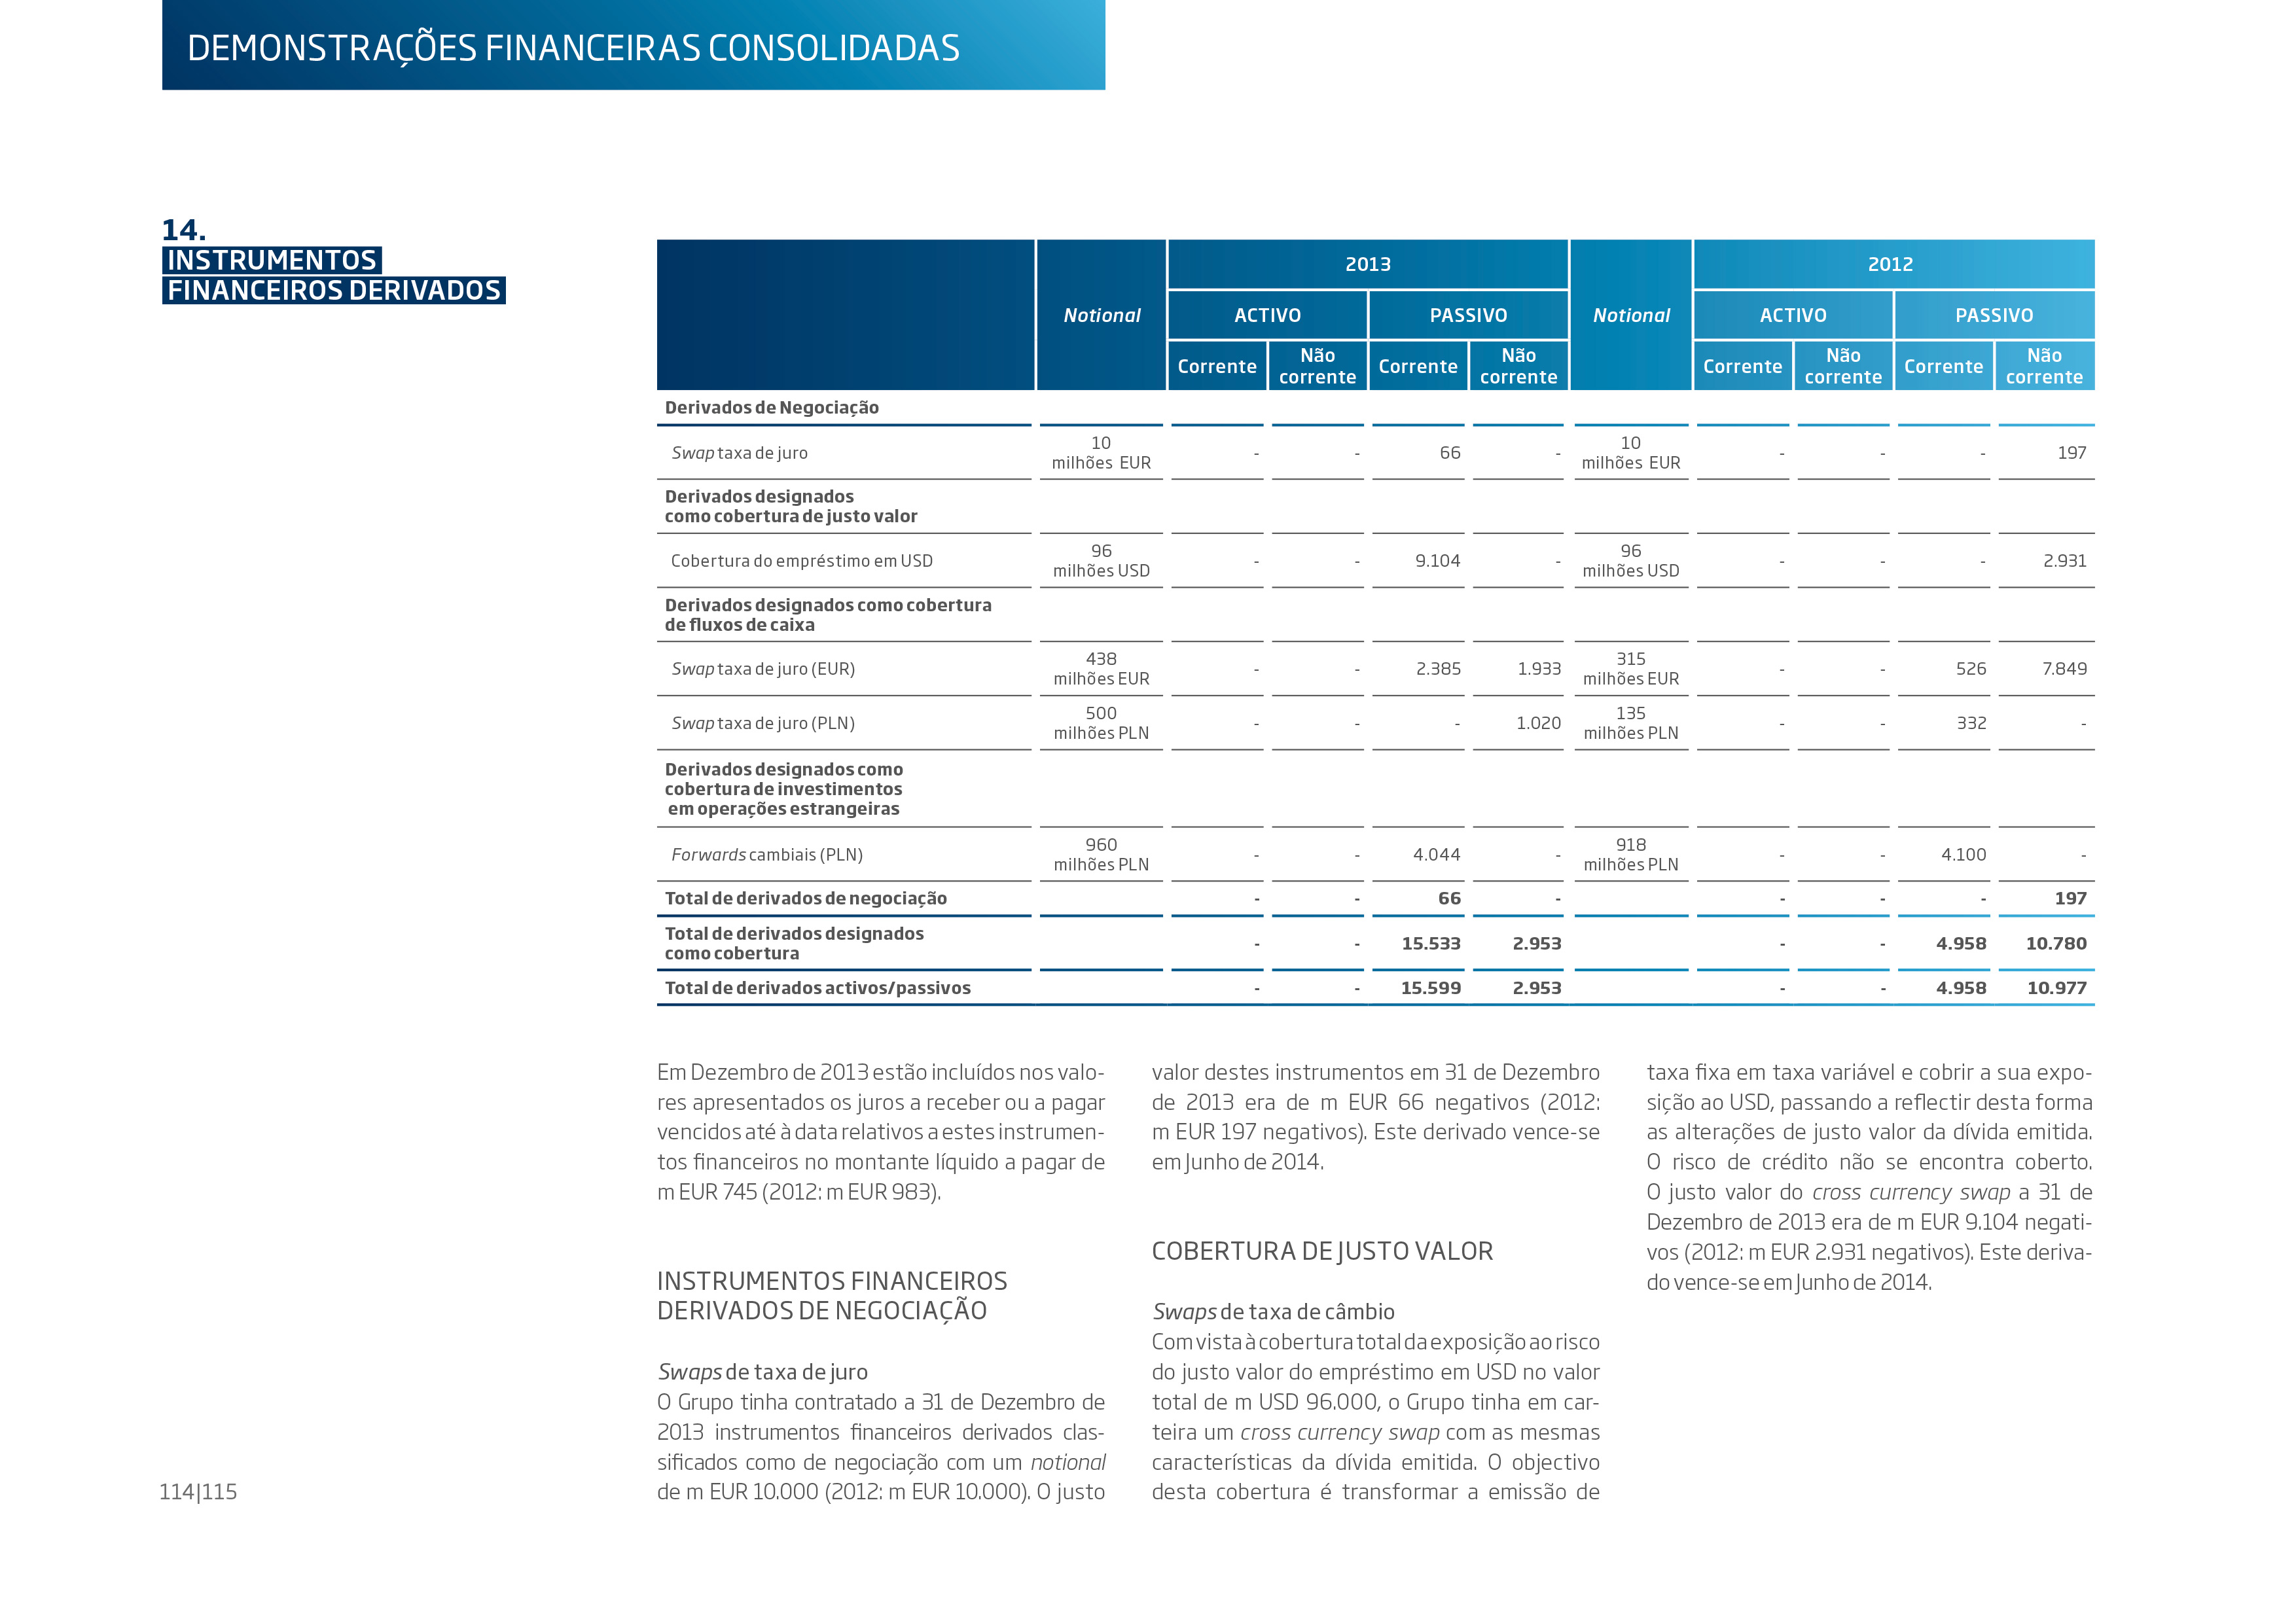 DEMONSTRAÇÕES FINANCEIRAS CONSOLIDADAS
14.
INSTRUMENTOS
FINANCEIROS DERIVADOS
Notional 2013 Notional 2012
ACTIVO PASSIVO ACTIVO PASSIVO
Corrente Não corrente Corrente Não corrente Corrente Não corrente Corrente Não corrente
Derivados de Negociação
Swap taxa de juro 10 milhões EUR - - 66 - 10 milhões EUR - - - 197
Derivados designados
como cobertura de justo valor
Cobertura do empréstimo em USD 96 milhões USD - - 9.104 - 96 milhões USD - - - 2.931
Derivados designados como cobertura
de fluxos de caixa
Swap taxa de juro (EUR) 438 milhões EUR - - 2.385 1.933 315 milhões EUR - - 526 7.849
Swap taxa de juro (PLN) 500 milhões PLN - - - 1.020 135 milhões PLN - - 332 -
Derivados designados como
cobertura de investimentos
em operações estrangeiras
Forwards cambiais (PLN) 960 milhões PLN - - 4.044 - 918 milhões PLN - - 4.100 -
Total de derivados de negociação - - 66 - - - - 197
Total de derivados designados
como cobertura - - 15.533 2.953 - - 4.958 10.780
Total de derivados activos/passivos - - 15.599 2.953 - - 4.958 10.977
Em Dezembro de 2013 estão incluídos nos valo-
res apresentados os juros a receber ou a pagar
vencidos até à data relativos a estes instrumen-
tos financeiros no montante líquido a pagar de
m EUR 745 (2012: m EUR 983).
INSTRUMENTOS FINANCEIROS
DERIVADOS DE NEGOCIAÇÃO
Swaps de taxa de juro
O Grupo tinha contratado a 31 de Dezembro de
2013 instrumentos financeiros derivados clas-
sificados como de negociação com um notional
de m EUR 10.000 (2012: m EUR 10.000). O justo
valor destes instrumentos em 31 de Dezembro
de 2013 era de m EUR 66 negativos (2012:
m EUR 197 negativos). Este derivado vence-se
em Junho de 2014.
COBERTURA DE JUSTO VALOR
Swaps de taxa de câmbio
Com vista à cobertura total da exposição ao risco
do justo valor do empréstimo em USD no valor
total de m USD 96.000, o Grupo tinha em car-
teira um cross currency swap com as mesmas
características da dívida emitida. O objectivo
desta cobertura é transformar a emissão de
taxa fixa em taxa variável e cobrir a sua expo-
sição ao USD, passando a reflectir desta forma
as alterações de justo valor da dívida emitida.
O risco de crédito não se encontra coberto.
O justo valor do cross currency swap a 31 de
Dezembro de 2013 era de m EUR 9.104 negati-
vos (2012: m EUR 2.931 negativos). Este deriva-
do vence-se em Junho de 2014.
114|115